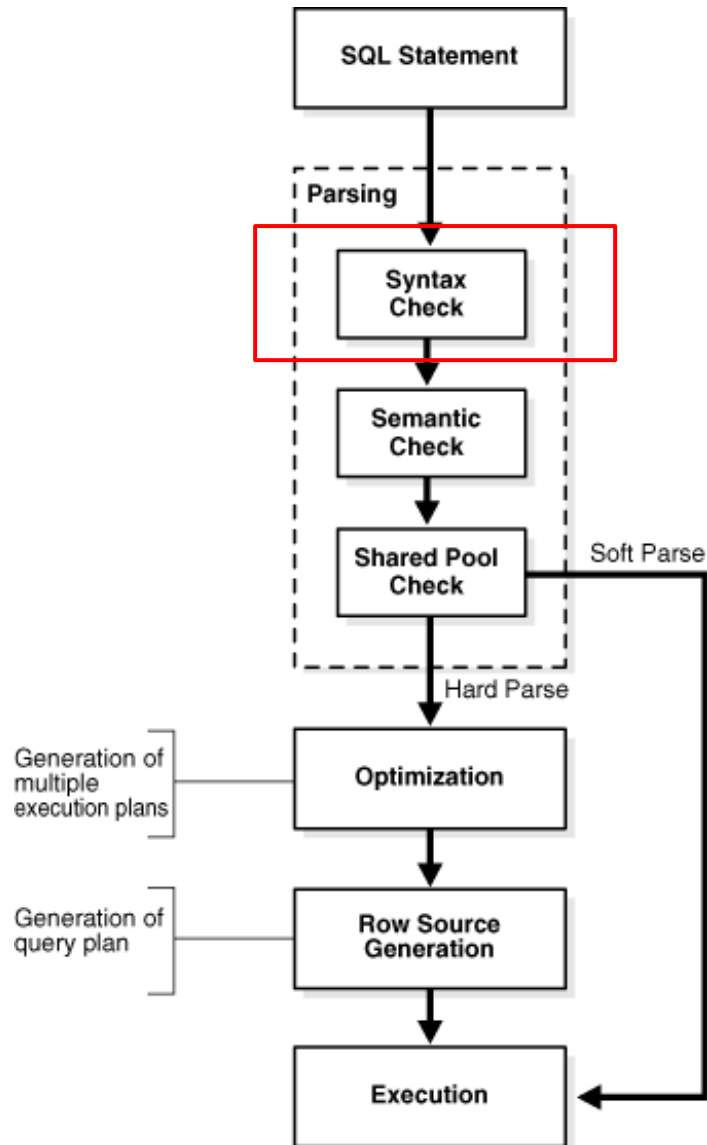 SQL Statement
Parsing
Syntax
Check
Semantic
Check
Shared Pool
Check
Soft Parse
Hard Parse
Generation of
multiple
execution plans
Optimization
Generation of
query plan
Row Source
Generation
Execution